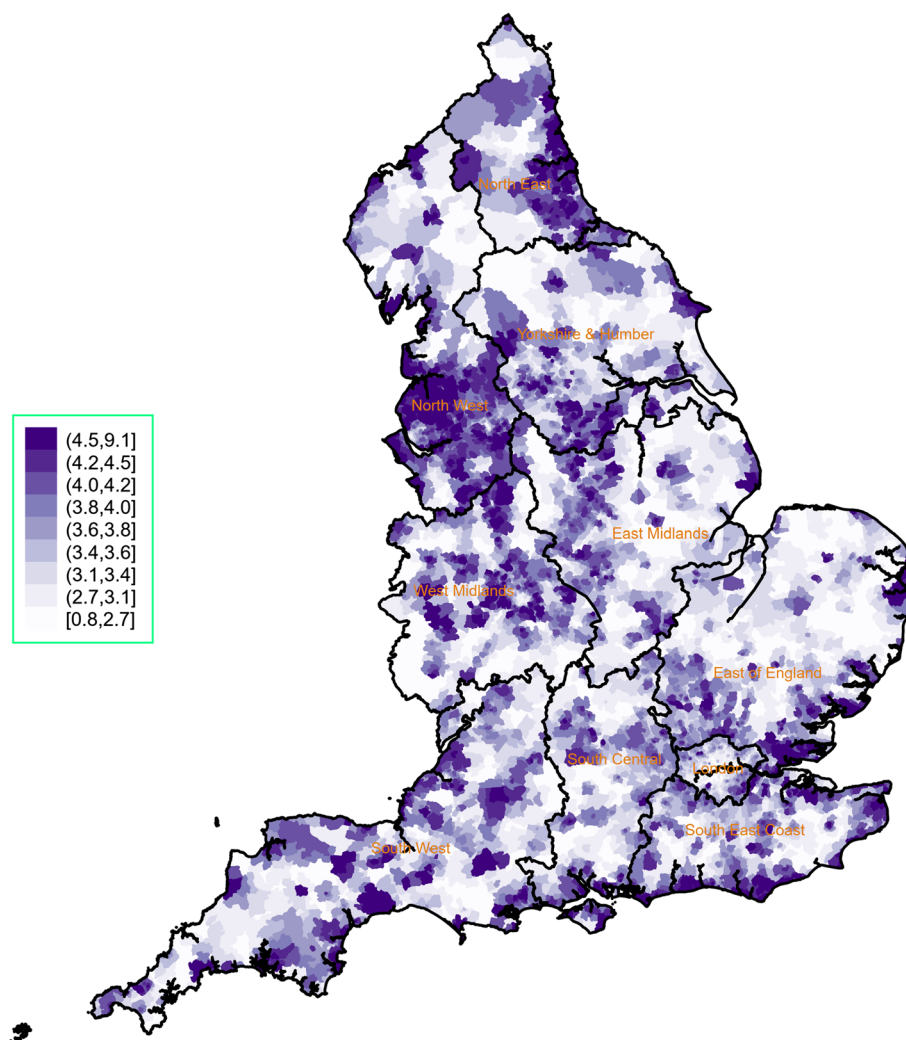 North East
Yorkshire & Humber
North West
(4.5,9.1]
(4.2,4.5]
(4.0,4.2]
(3.8,4.0]
(3.6,3.8]
(3.4,3.6]
(3.1,3.4]
(2.7,3.1]
[0.8,2.7]
East Midlands
West Midlands
East of England
South Central
London
South East Coast
South West